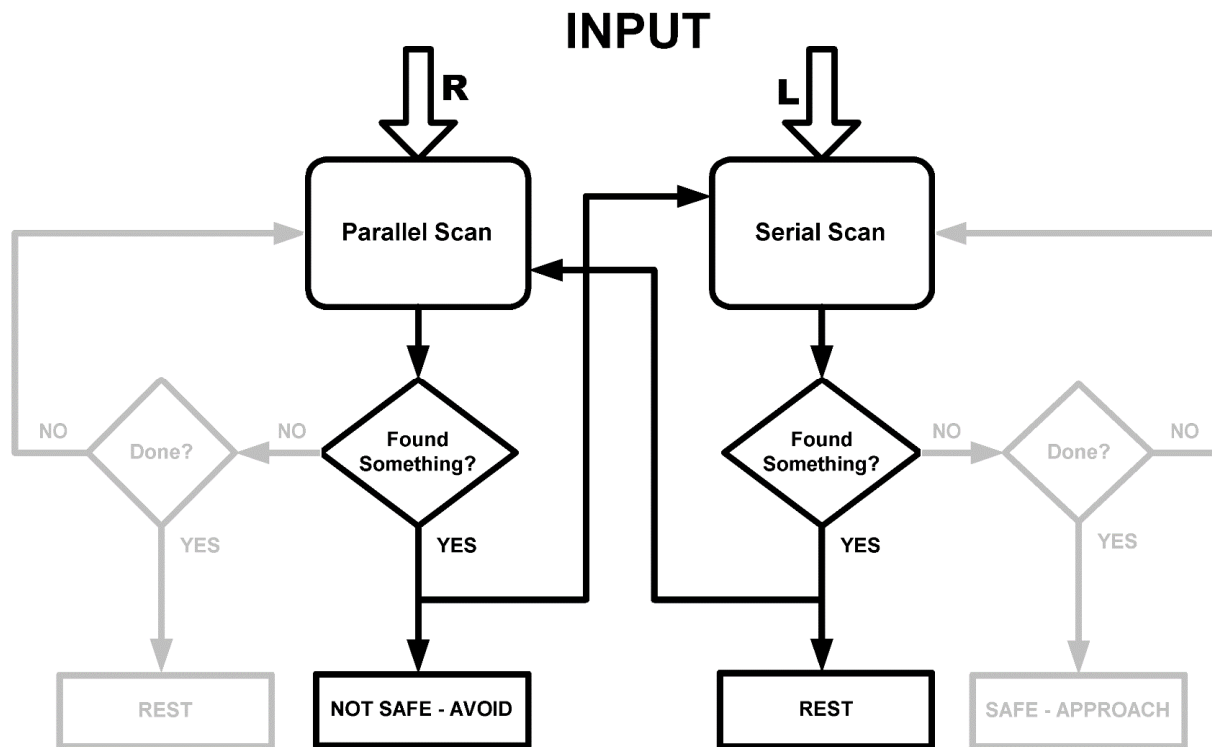 INPUT
R
L
Parallel Scan
Serial Scan
NO
Done?
NO
Found
Something?
Found
Something?
NO
Done?
NO
YES
YES
YES
YES
REST
NOT SAFE - AVOID
REST
SAFE - APPROACH